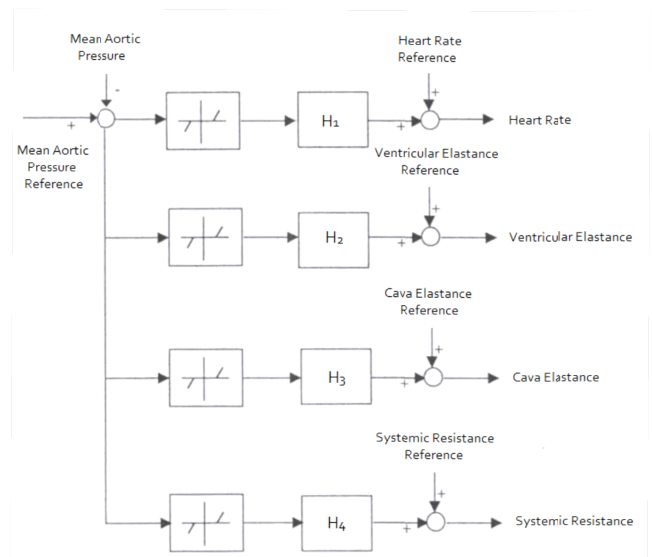 Mean Aortic
Pressure
Heart Rate
Reference
-
+
+
H1
+
Heart Rate
Mean Aortic
Pressure
Reference
Ventricular Elastance
Reference
+
H2
+
Ventricular Elastance
Cava Elastance
Reference
+
H3
+
Cava Elastance
Systemic Resistance
Reference
+
H4
+
Systemic Resistance